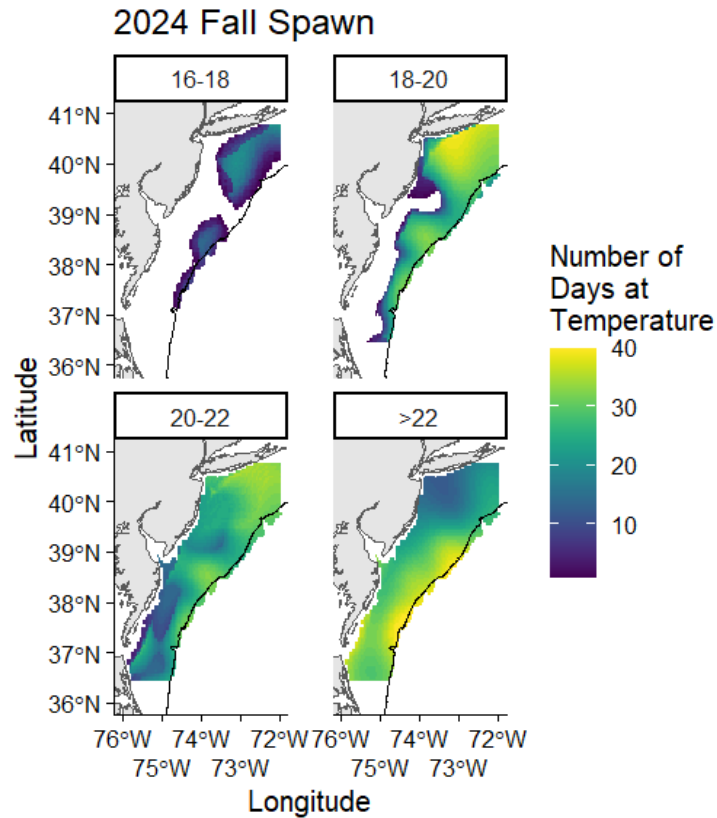 2024 Fall Spawn
16-18
18-20
41°N
40°N
39°N
38°N
37°N
36°N
20-22
>22
41°N
40°N
39°N
38°N
37°N
36°N
76°W 74°W 72°W 76°W 74°W 72°W
75°W 73°W 75°W 73°W
Longitude
Latitude
Number of
Days at
Temperature
40
30
20
10